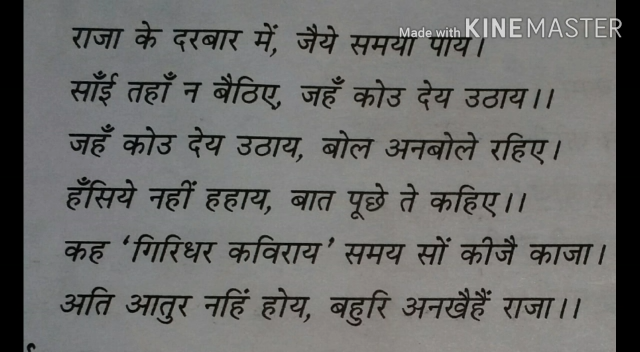 Made with KINEMASTER
राजा के दरबार में, जैये समया पाय।
साँई तहाँ न बैठिए, जहँ कोउ देय उठाय।।
जहँ कोउ देय उठाय, बोल अनबोले रहिए।
हँसिये नहीं हहाय, बात पूछे ते कहिए।।
कह ‘गिरिधर कविराय’ समय सों कीजै काजा।
अति आतुर नहिं होय, बहुरि अनखैहैं राजा।।